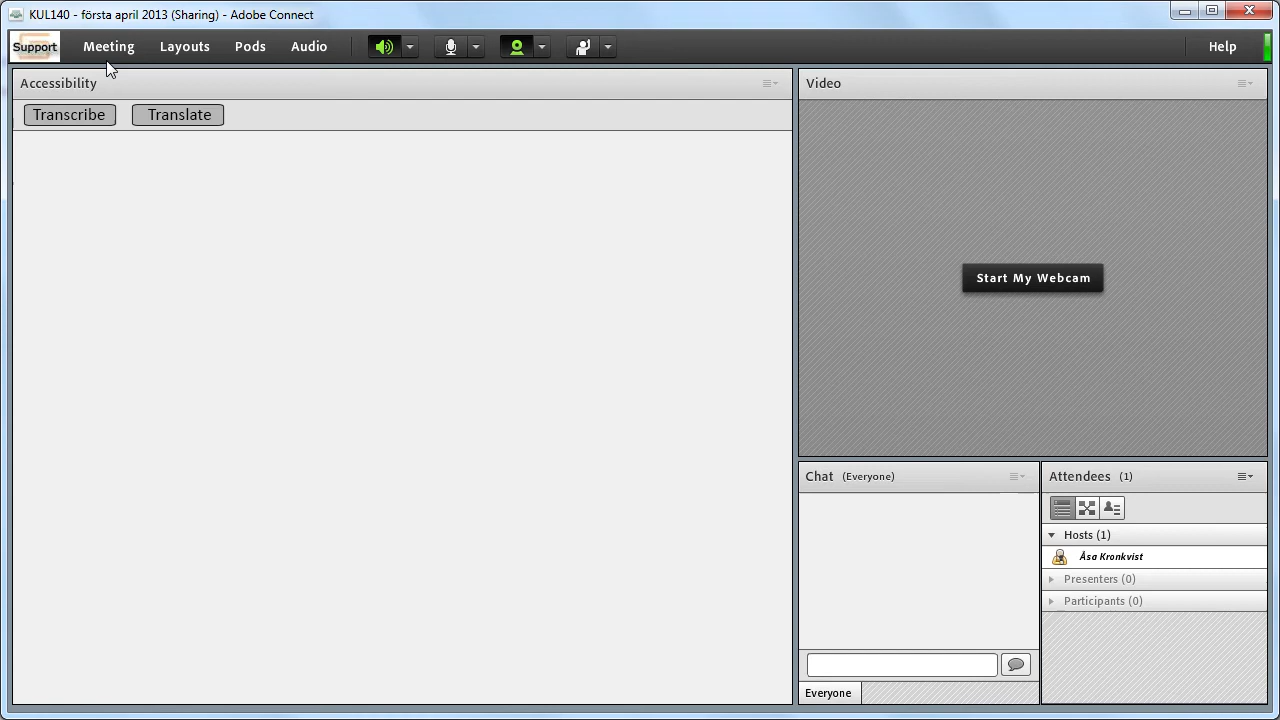 KUL140 - första april 2013 (Sharing) - Adobe Connect
Support Meeting Layouts Pods Audio Help
Accessibility
Transcribe Translate
Video
Start My Webcam
Chat (Everyone)
Everyone
Attendees (1)
Hosts (1)
Åsa Kronkvist
Presenters (0)
Participants (0)